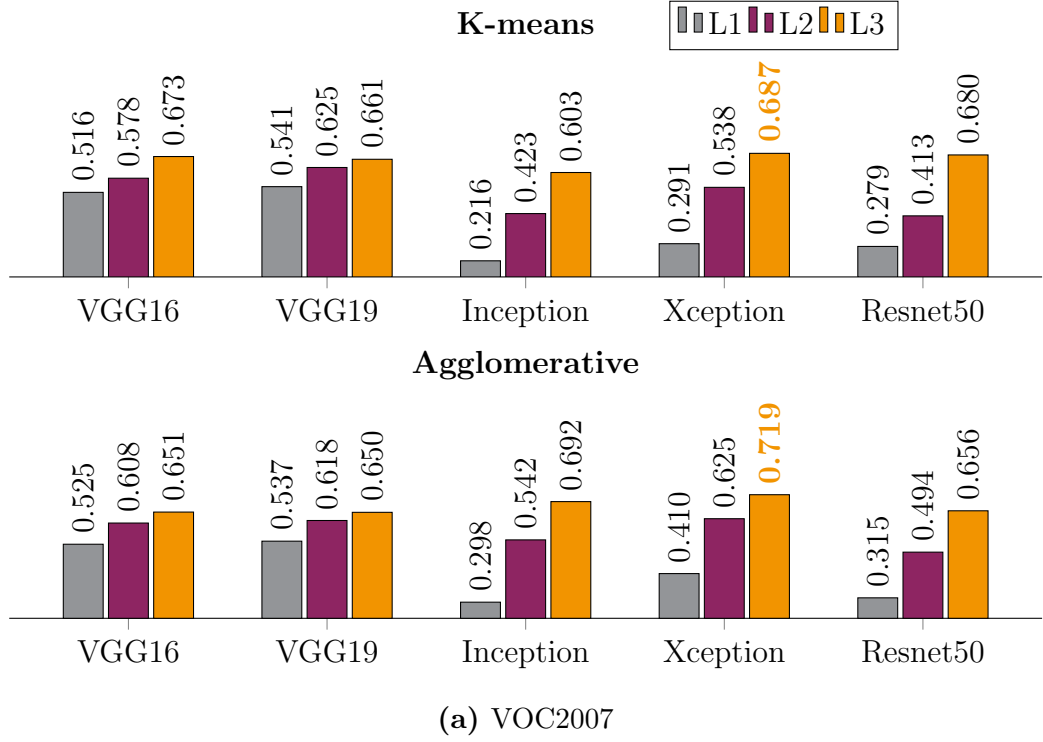 K-means
L1 L2 L3
0.516 0.578 0.673 0.541 0.625 0.661 0.216 0.423 0.603 0.291 0.538 0.687 0.279 0.413 0.680
VGG16 VGG19 Inception Xception Resnet50
Agglomerative
0.525 0.608 0.651 0.537 0.618 0.650 0.298 0.542 0.692 0.410 0.625 0.719 0.315 0.494 0.656
VGG16 VGG19 Inception Xception Resnet50
(a) VOC2007